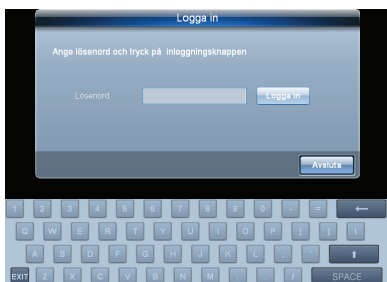 Logga in
Ange lösenord och tryck på inloggningsknappen
Lösenord
Logga in
Avsluta
1 2 3 4 5 6 7 8 9 0 - =
Q W E R T Y U I O P [ ] \
A S D F G H J K L
EXIT Z X C V B N M / SPACE